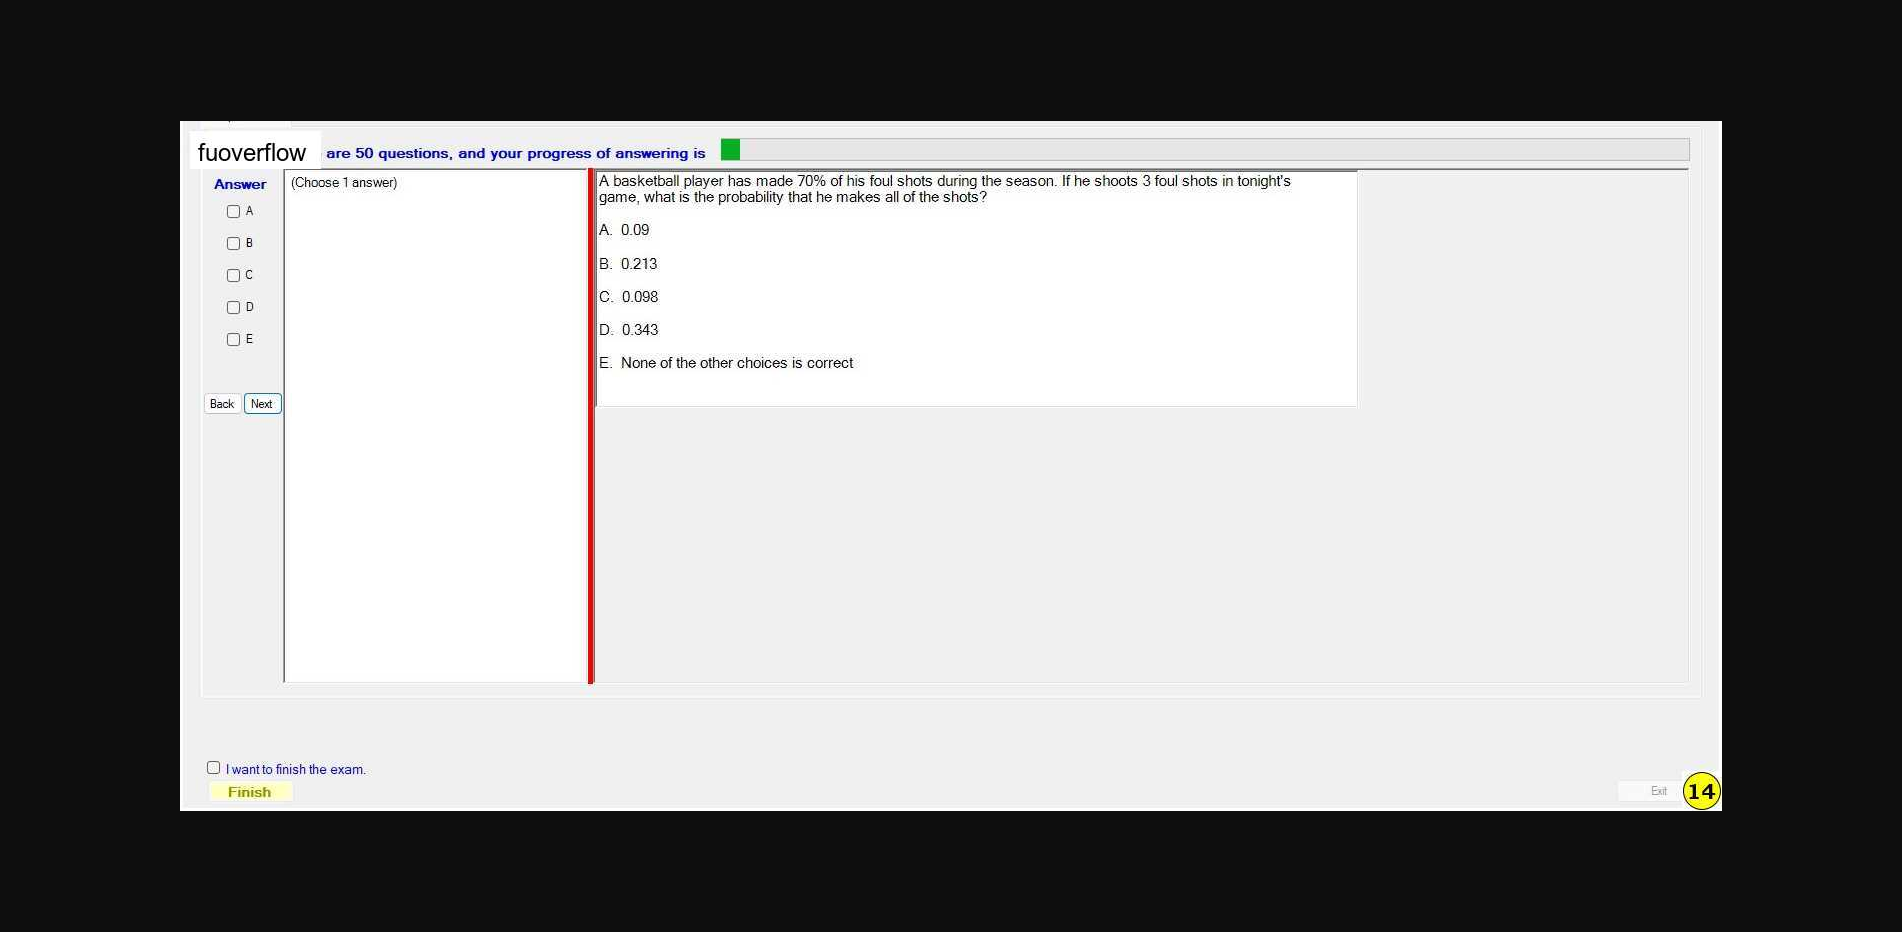 fuoverflow are 50 questions, and your progress of answering is
Answer
(Choose 1 answer)
A
B
C
D
E
Back Next
A basketball player has made 70% of his foul shots during the season. If he shoots 3 foul shots in tonight's
game, what is the probability that he makes all of the shots?
A. 0.09
B. 0.213
C. 0.098
D. 0.343
E. None of the other choices is correct
I want to finish the exam.
Finish
Exit
14